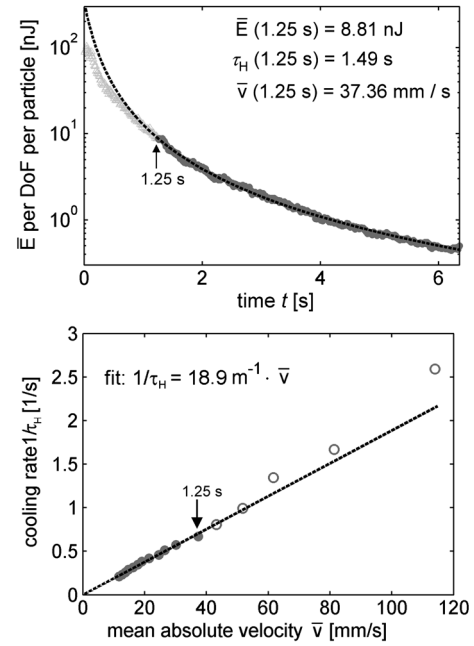 Ē per DoF per particle [nJ]
10²
10¹
10⁰
Ē (1.25 s) = 8.81 nJ
τH (1.25 s) = 1.49 s
v̄ (1.25 s) = 37.36 mm / s
1.25 s
0 2 4 6
time t [s]
cooling rate1/τH [1/s]
3
2.5
2
1.5
1
0.5
0
fit: 1/τH = 18.9 m⁻¹ · v̄
1.25 s
0 20 40 60 80 100 120
mean absolute velocity v̄ [mm/s]